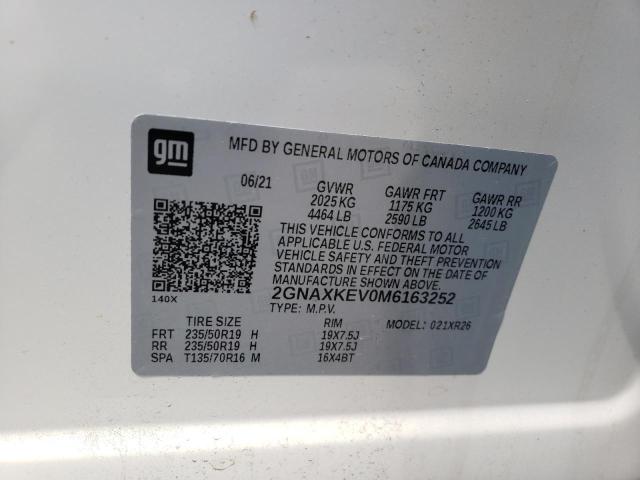 gm
MFD BY GENERAL MOTORS OF CANADA COMPANY
06/21 GVWR GAWR FRT GAWR RR
2025 KG 1175 KG 1200 KG
4464 LB 2590 LB 2645 LB
THIS VEHICLE CONFORMS TO ALL
APPLICABLE U.S. FEDERAL MOTOR
VEHICLE SAFETY AND THEFT PREVENTION
STANDARDS IN EFFECT ON THE DATE OF
MANUFACTURE SHOWN ABOVE.
140X 2GNAXKEV0M6163252
TYPE: M.P.V.
TIRE SIZE RIM MODEL: 021XR26
FRT 235/50R19 H 19X7.5J
RR 235/50R19 H 19X7.5J
SPA T135/70R16 M 16X4BT